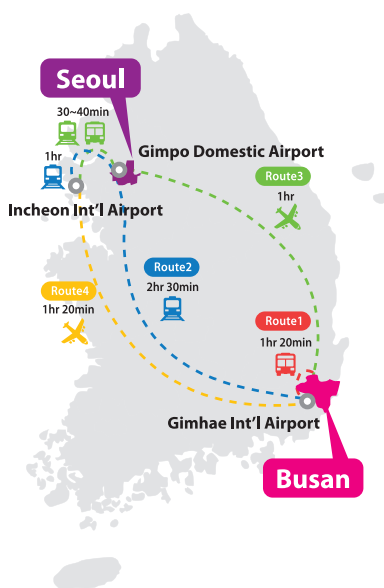 Seoul
30~40min
Gimpo Domestic Airport
1hr
Route3
1hr
Incheon Int'l Airport
Route2
2hr 30min
Route4
1hr 20min
Route1
1hr 20min
Gimhae Int'l Airport
Busan